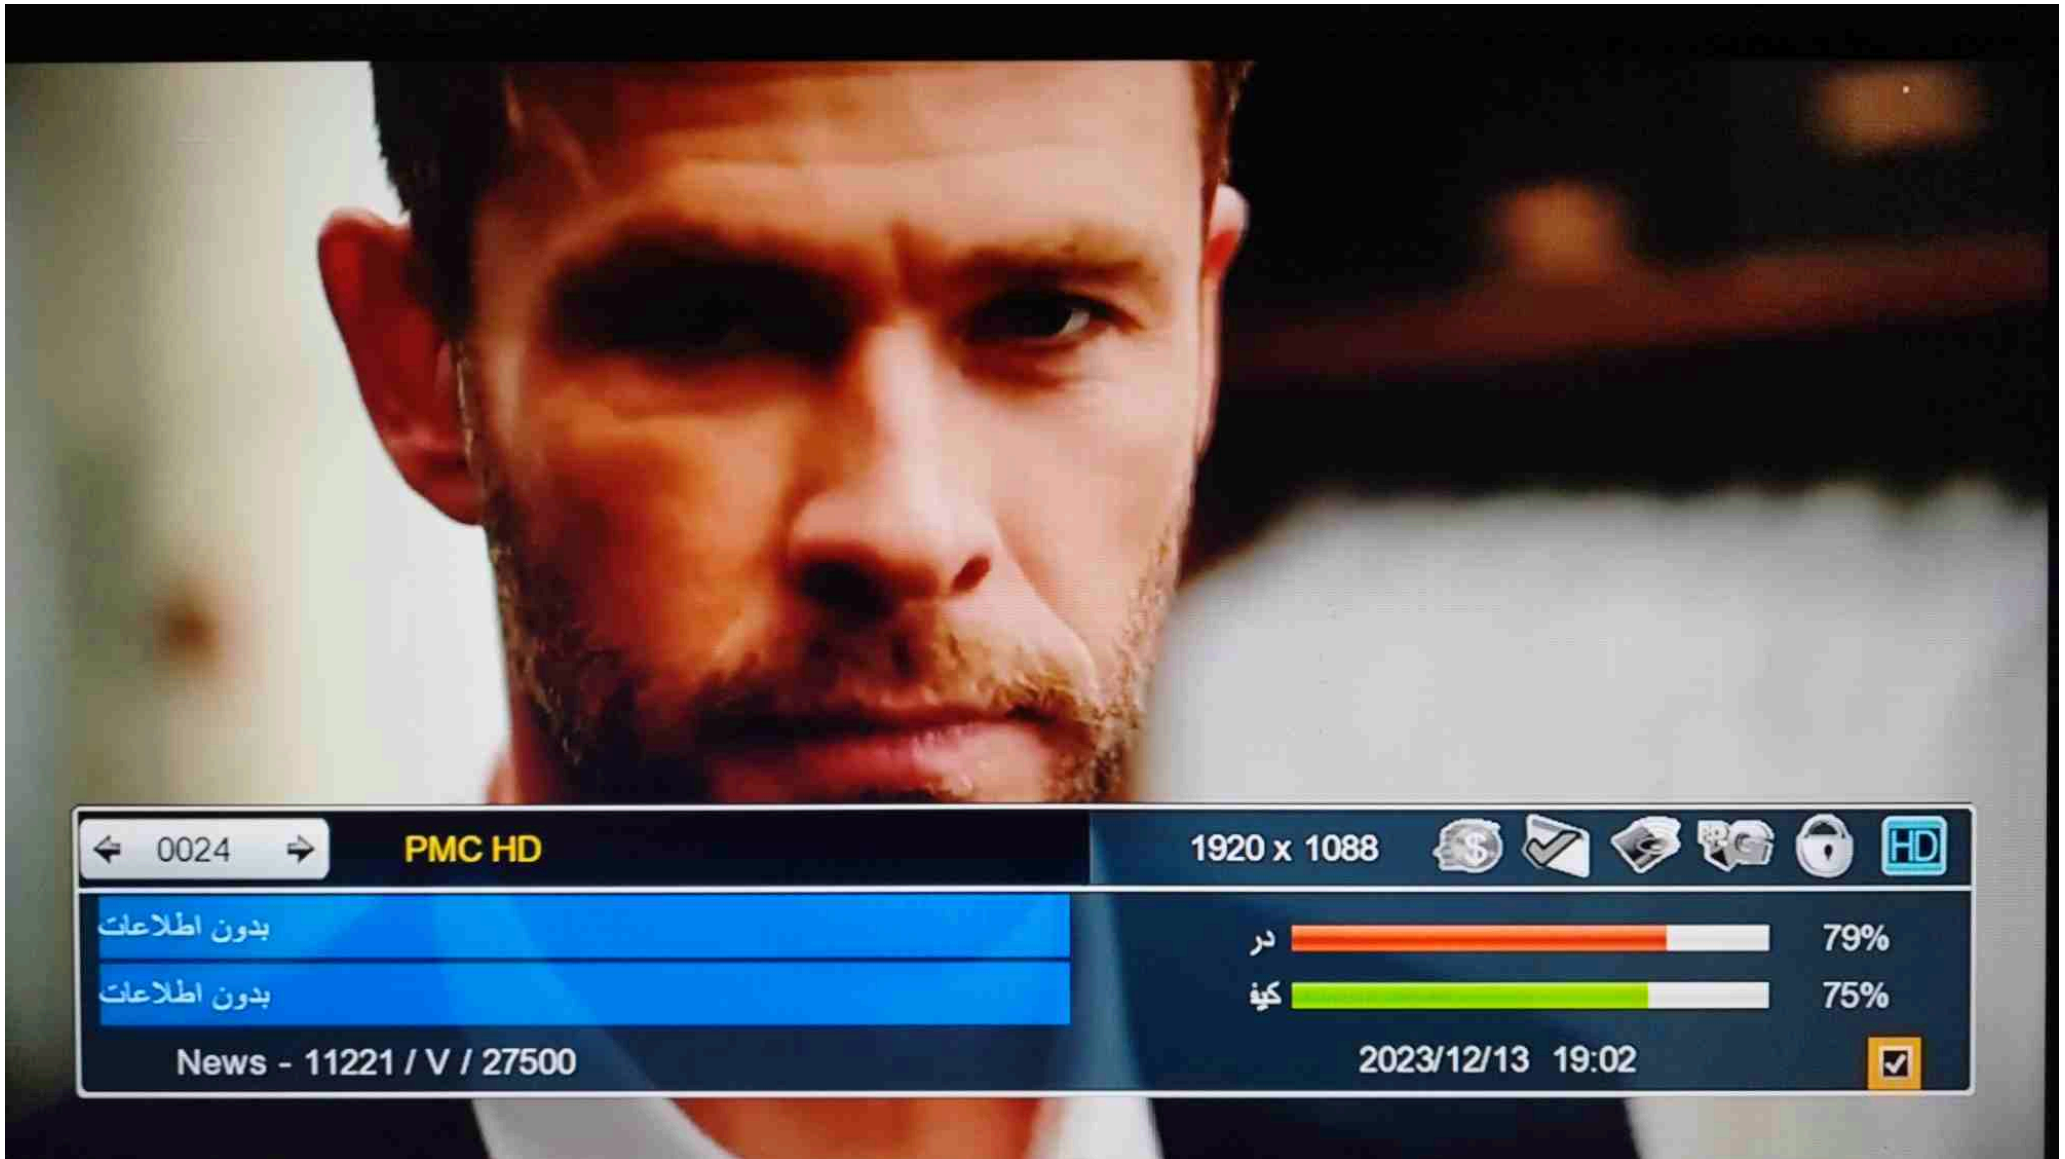 0024 PMC HD 1920 x 1088 HD
بدون اطلاعات
در 79%
بدون اطلاعات
کیف 75%
News - 11221 / V / 27500 2023/12/13 19:02